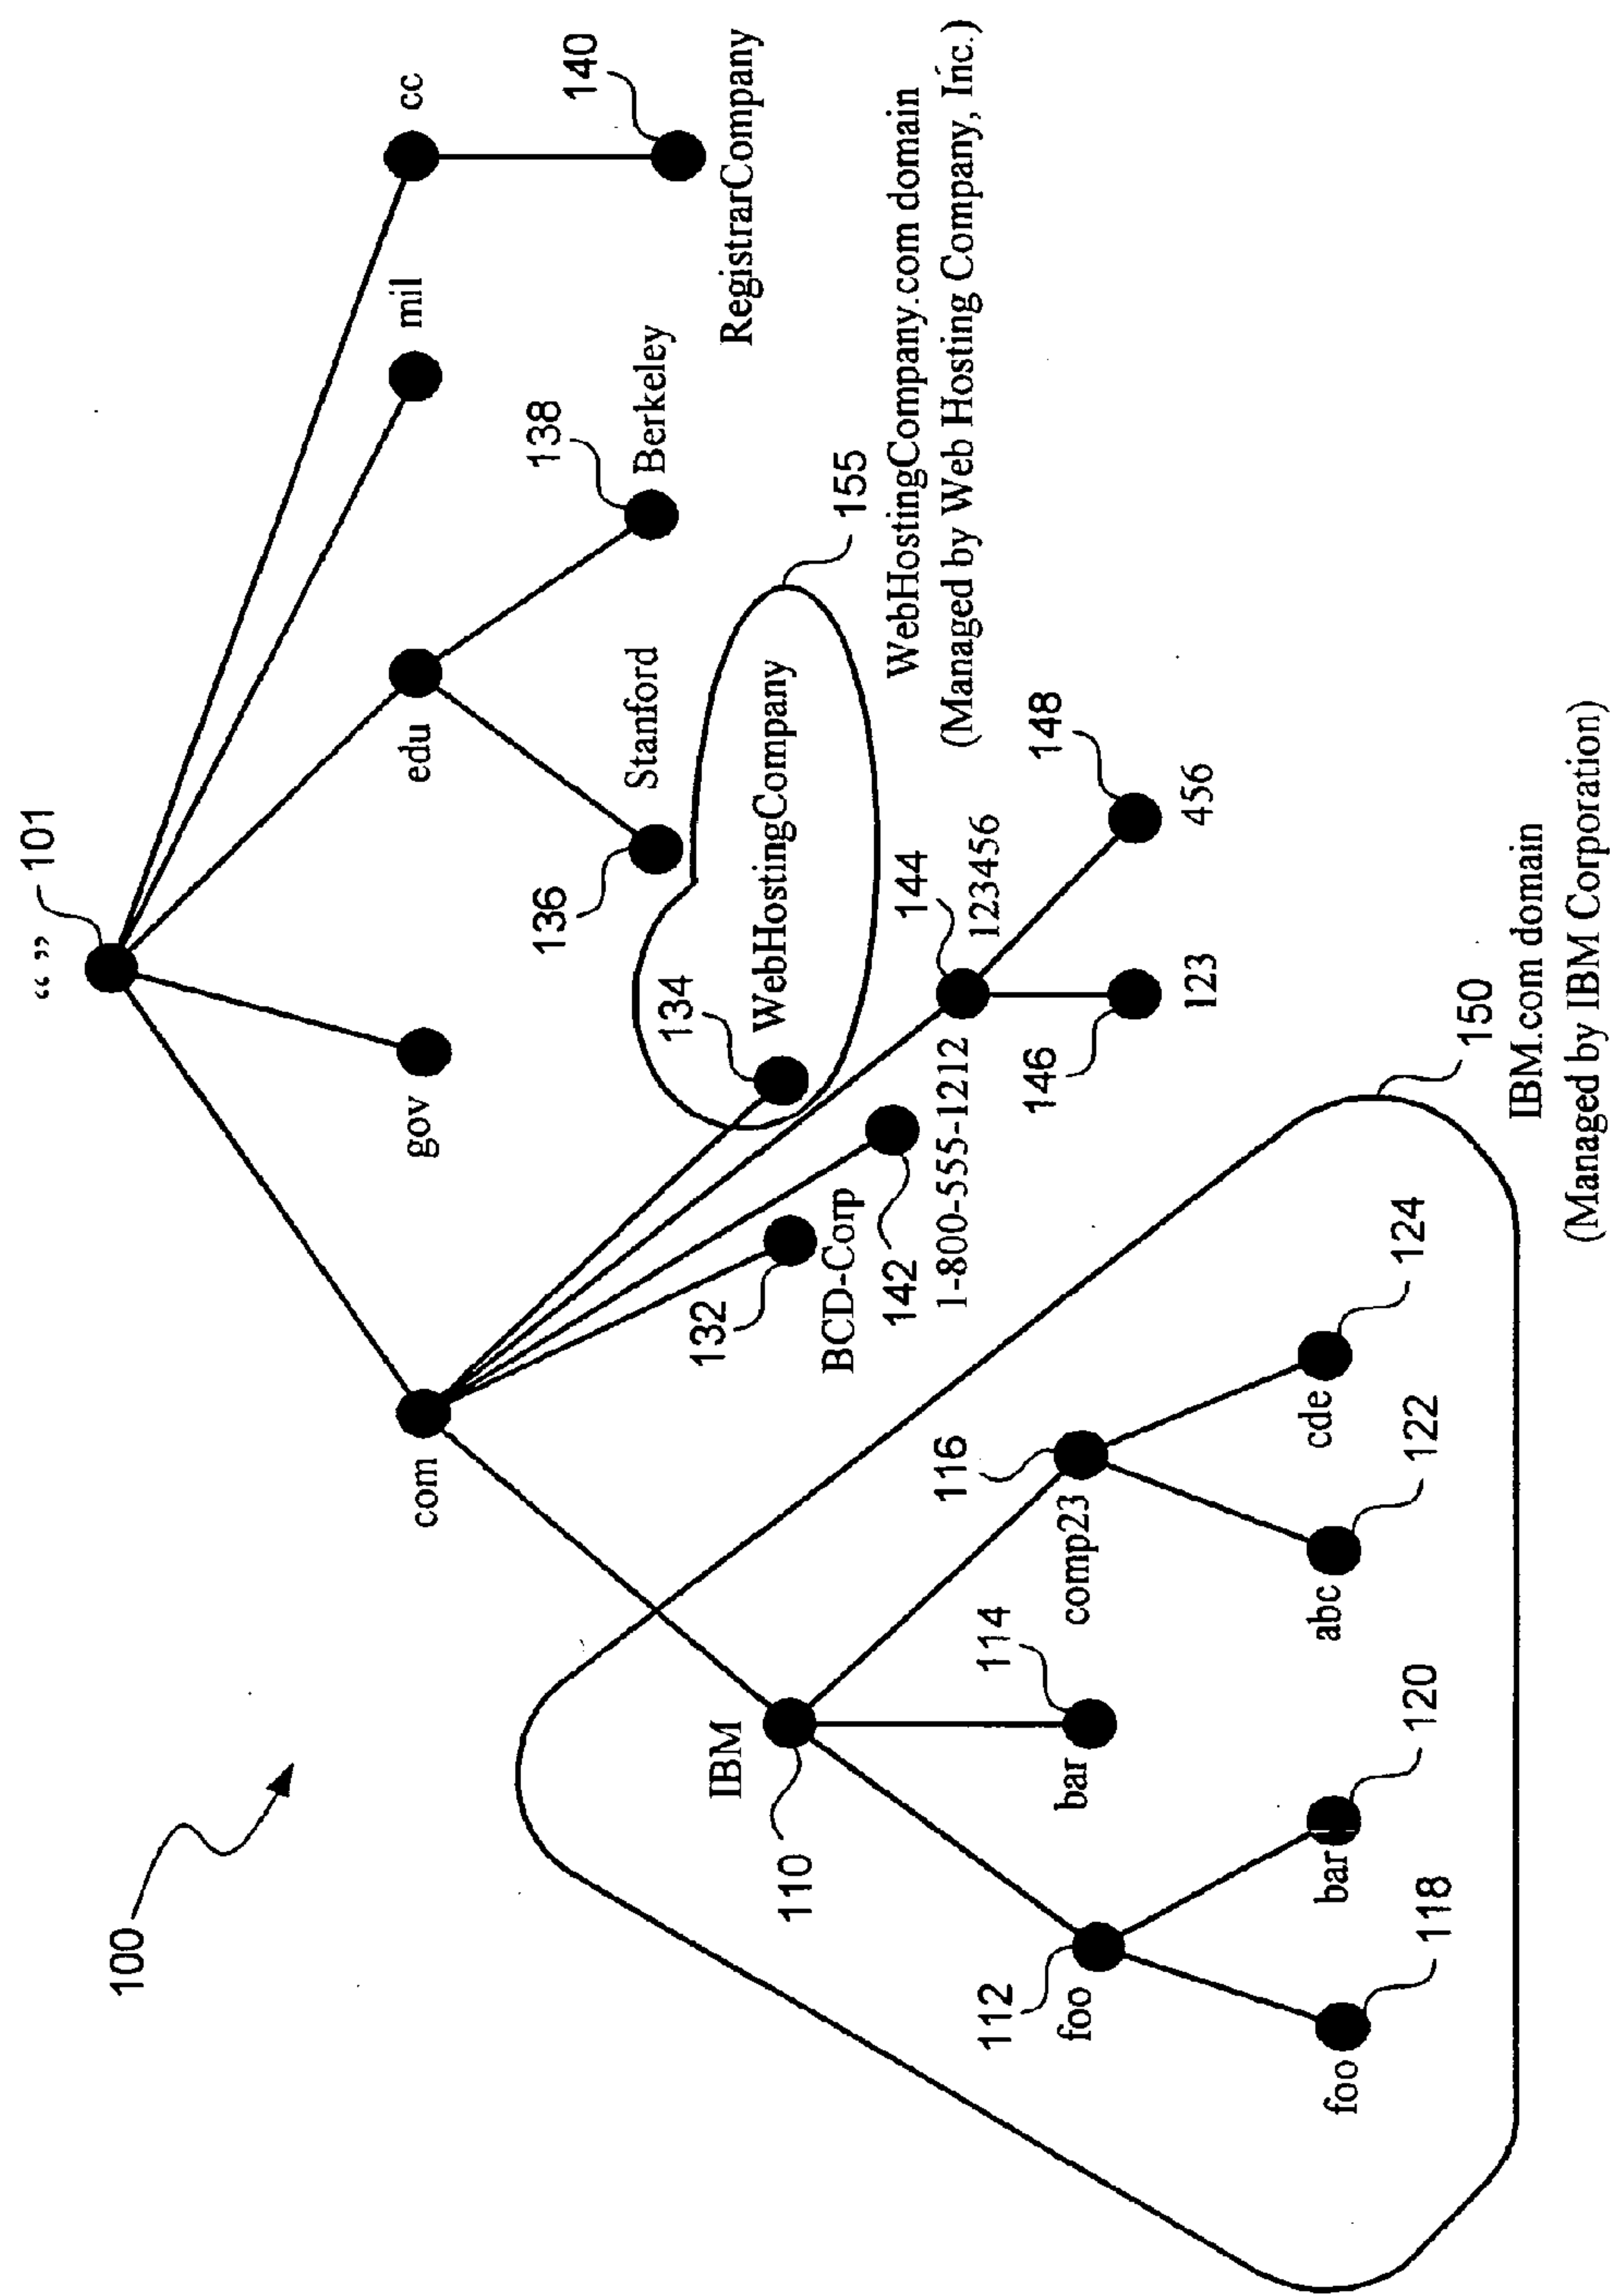 100
“ ”
101
com
gov
edu
mil
cc
IBM
110
132
BCD-Corp
134
WebHostingCompany
136
Stanford
138
Berkeley
140
RegistrarCompany
142
1-800-555-1212
144
123456
155
WebHostingCompany.com domain
(Managed by Web Hosting Company, Inc.)
112
foo
114
bar
116
comp23
146
123
148
456
foo
118
bar
120
abc
122
cde
124
150
IBM.com domain
(Managed by IBM Corporation)